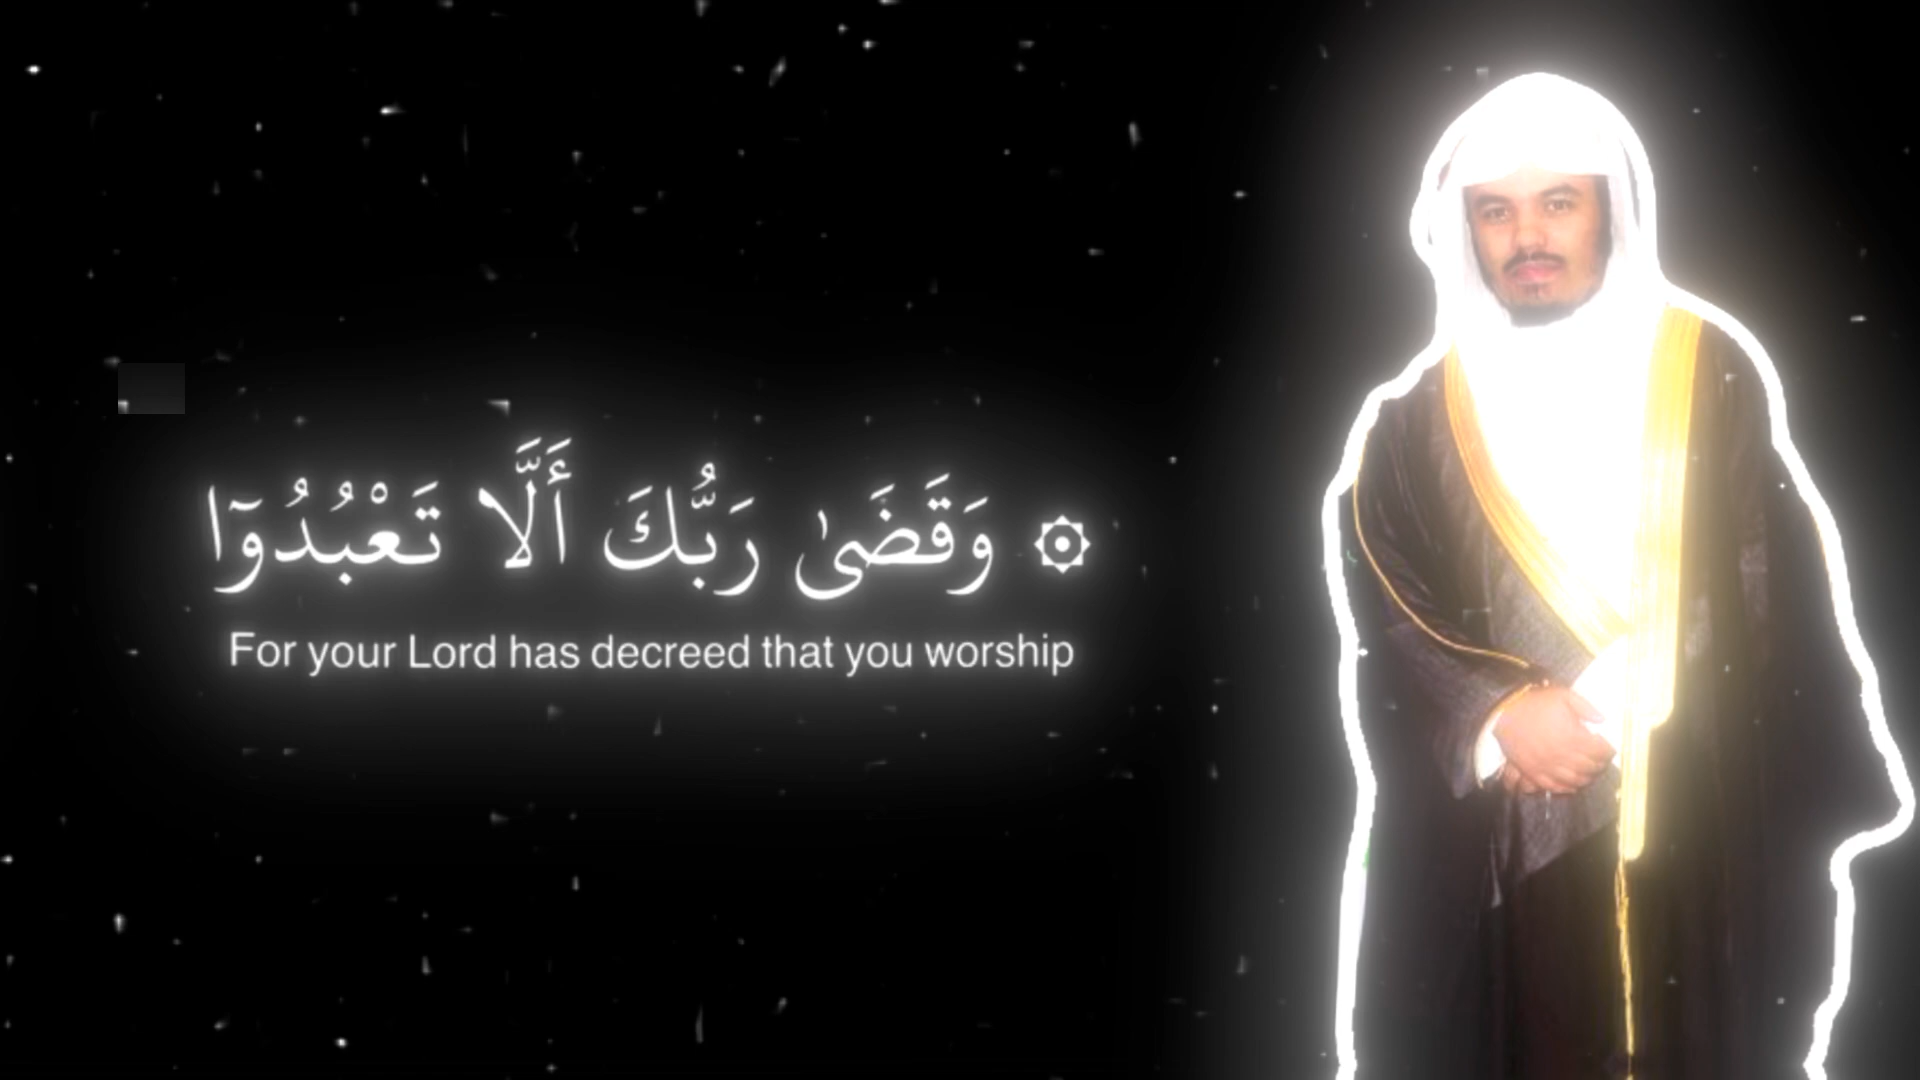 ۞ وَقَضَىٰ رَبُّكَ أَلَّا تَعْبُدُوٓا
For your Lord has decreed that you worship